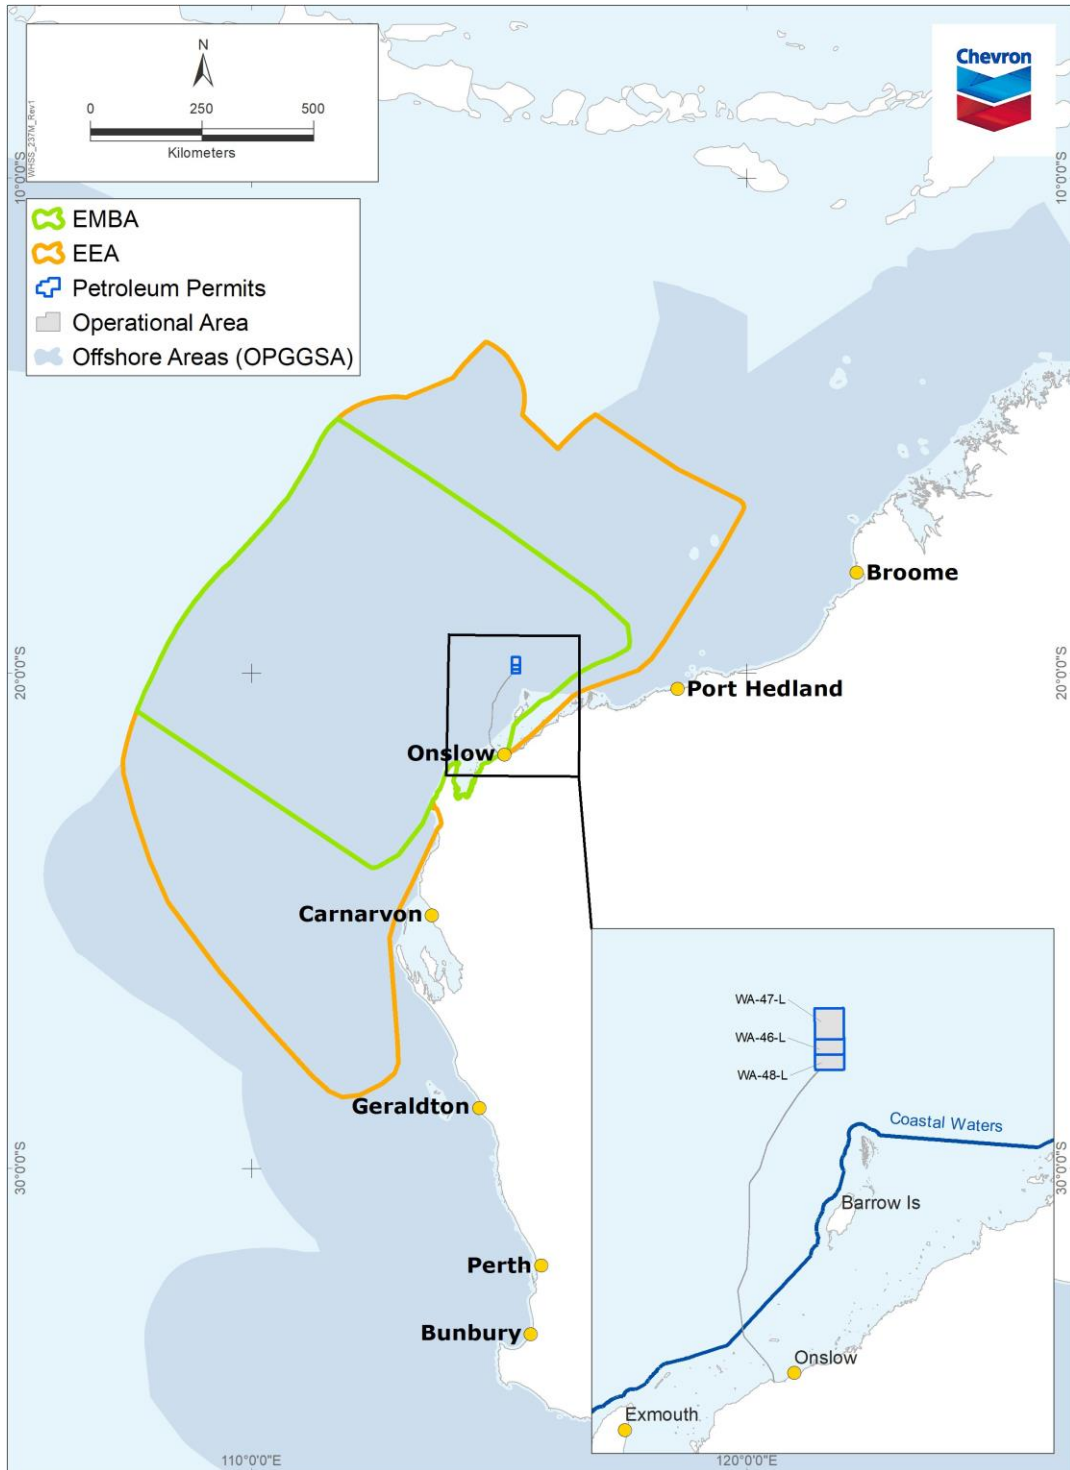 N
0 250 500
Kilometers
WHSS_237M_Rev1
Chevron
EMBA
EEA
Petroleum Permits
Operational Area
Offshore Areas (OPGGSA)
10°0'0"S
10°0'0"S
Broome
20°0'0"S
20°0'0"S
Port Hedland
Onslow
Carnarvon
Geraldton
Perth
Bunbury
30°0'0"S
30°0'0"S
WA-47-L
WA-46-L
WA-48-L
Coastal Waters
Barrow Is
Onslow
Exmouth
110°0'0"E
120°0'0"E